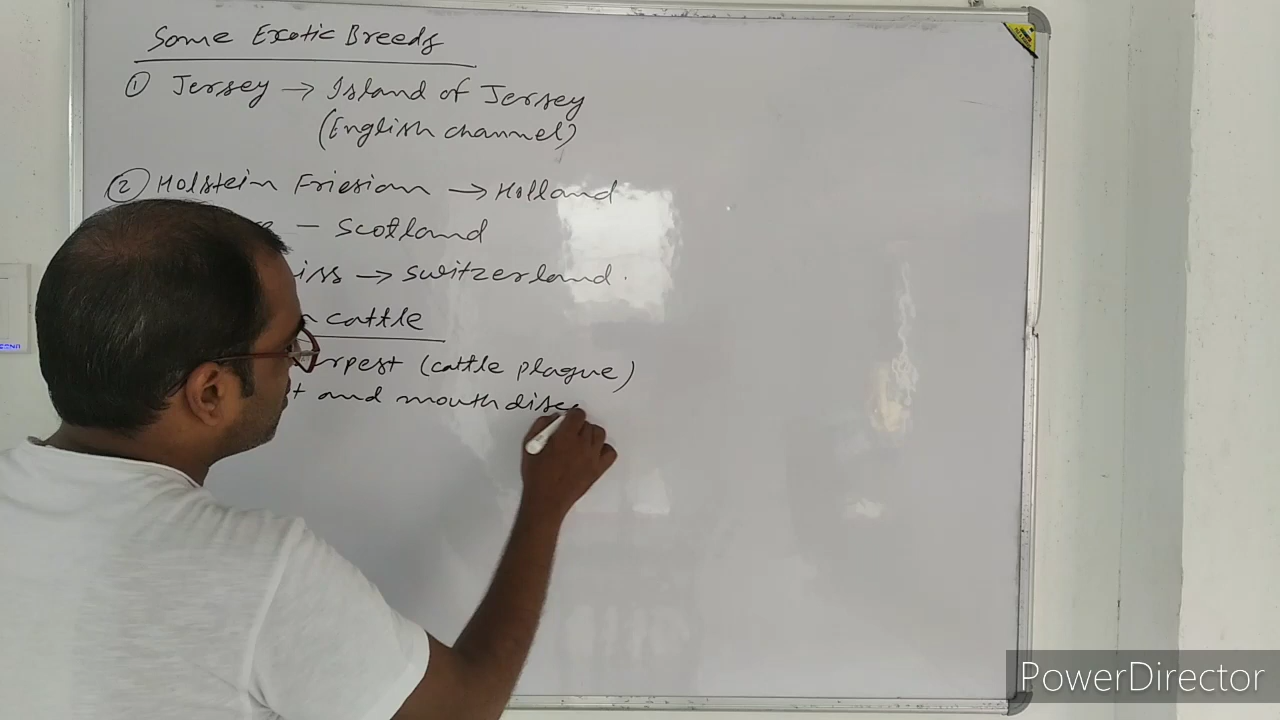 Some Exotic Breeds
① Jersey → Island of Jersey
(English channel)
② Holstein Friesian → Holland
— Scotland
iss → Switzerland.
n cattle
rpest (cattle plague)
t and mouth disea
PowerDirector